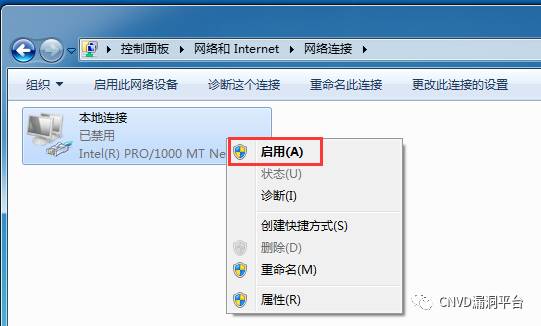 控制面板 ▸ 网络和 Internet ▸ 网络连接 ▸
组织 ▼ 启用此网络设备 诊断这个连接 重命名此连接 更改此连接的设置
本地连接
已禁用
Intel(R) PRO/1000 MT Ne
启用(A)
状态(U)
诊断(I)
创建快捷方式(S)
删除(D)
重命名(M)
属性(R)
CNVD漏洞平台